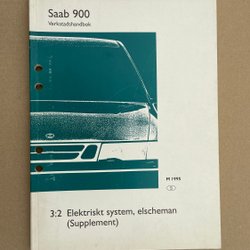 Saab 900
Verkstadshandbok
M 1995
3:2 Elektriskt system, elscheman
(Supplement)